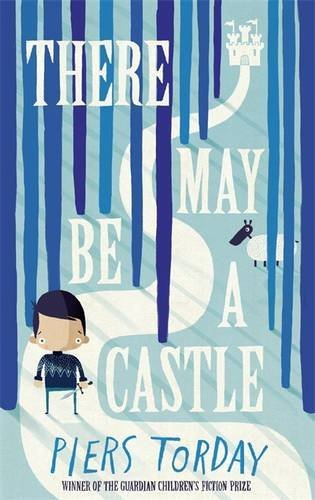 THERE
MAY
BE
A
CASTLE
PIERS TORDAY
WINNER OF THE GUARDIAN CHILDREN'S FICTION PRIZE